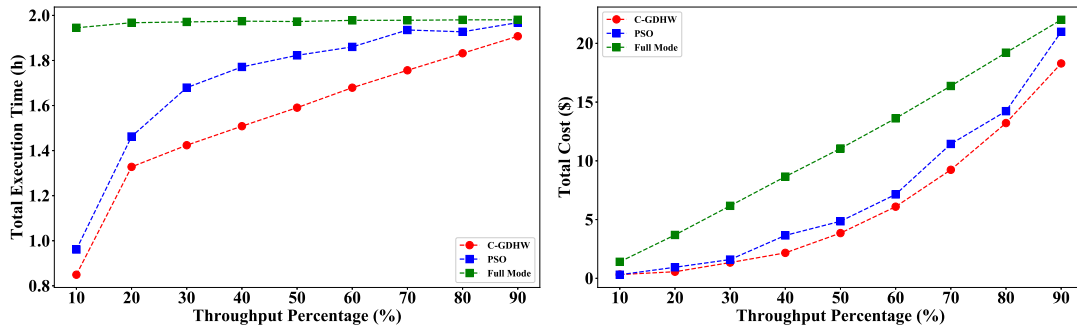 2.0
1.8
1.6
1.4
1.2
1.0
0.8
Total Execution Time (h)
10 20 30 40 50 60 70 80 90
Throughput Percentage (%)
C-GDHW
PSO
Full Mode
20
15
10
5
0
Total Cost ($)
10 20 30 40 50 60 70 80 90
Throughput Percentage (%)
C-GDHW
PSO
Full Mode